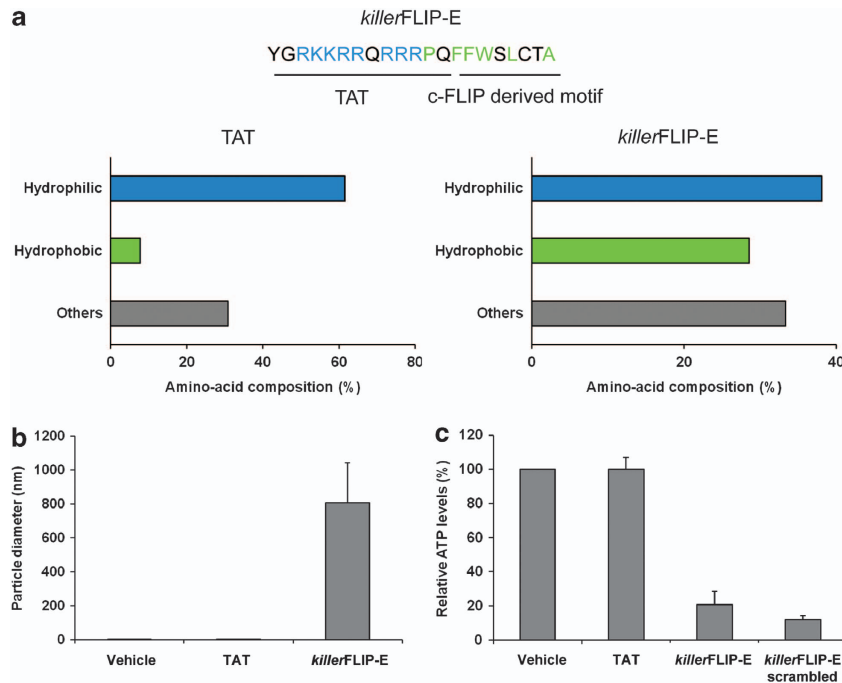 a
killerFLIP-E
YGRKKRRQRRRPQFFWSLCTA
TAT
c-FLIP derived motif
TAT
Hydrophilic
Hydrophobic
Others
0 20 40 60 80
Amino-acid composition (%)
killerFLIP-E
Hydrophilic
Hydrophobic
Others
0 20 40
Amino-acid composition (%)
b
Particle diameter (nm)
1200
1000
800
600
400
200
0
Vehicle TAT killerFLIP-E
c
Relative ATP levels (%)
120
100
80
60
40
20
0
Vehicle TAT killerFLIP-E killerFLIP-E
scrambled